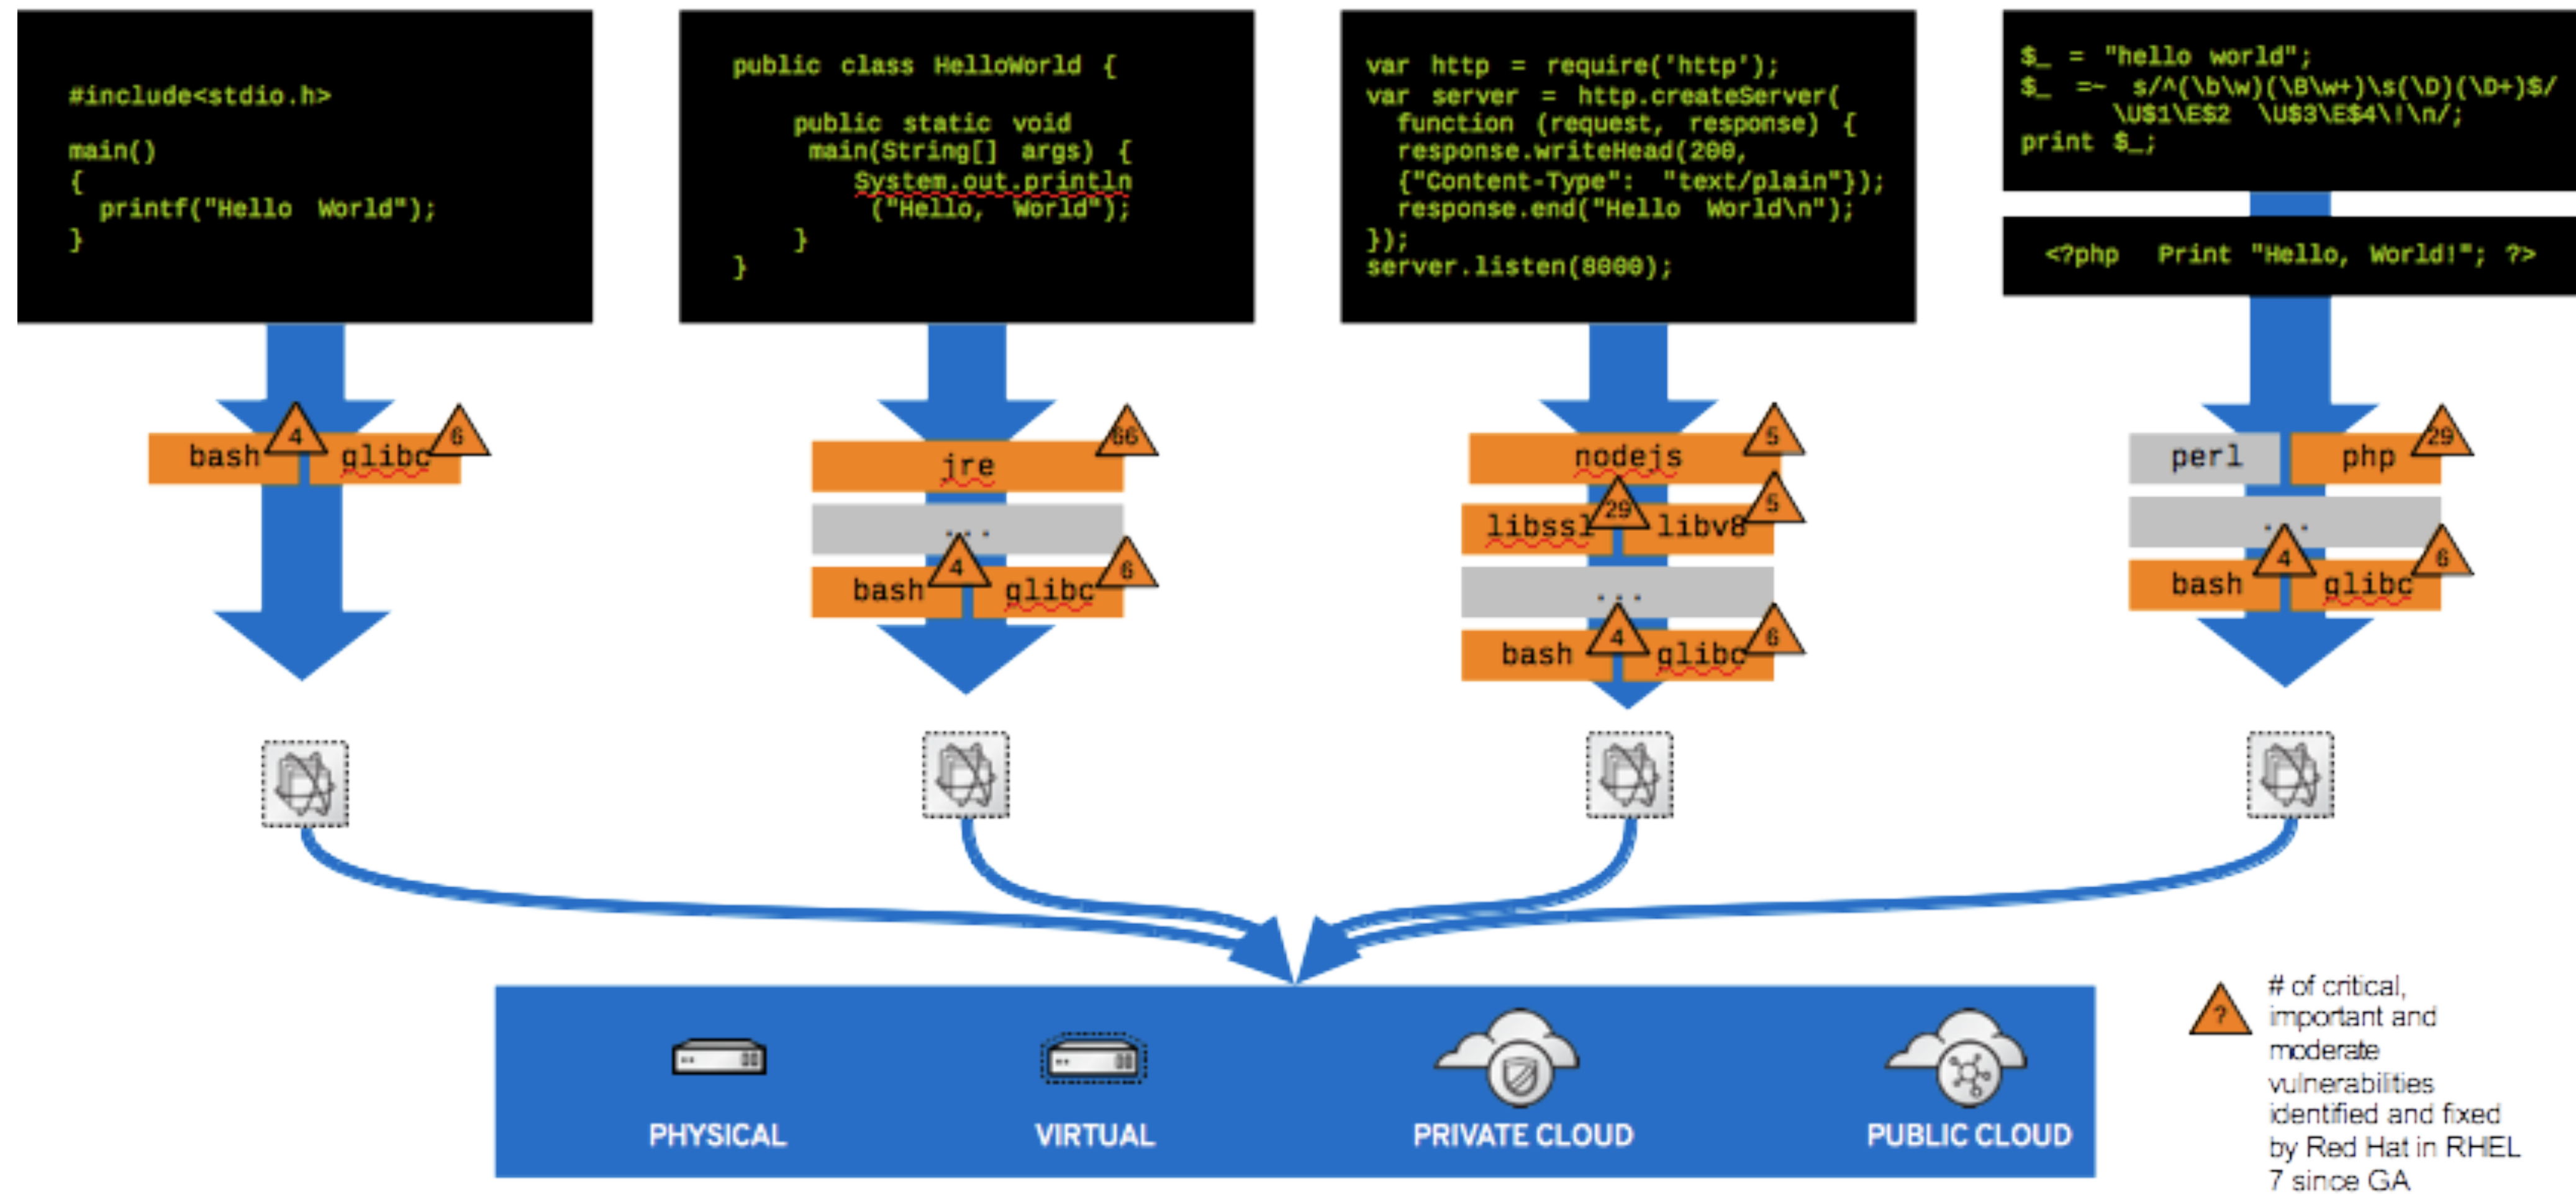 #include<stdio.h>
main()
{
printf("Hello World");
}
public class HelloWorld {
public static void
main(String[] args) {
System.out.println
("Hello, World");
}
}
var http = require('http');
var server = http.createServer(
function (request, response) {
response.writeHead(200,
{"Content-Type": "text/plain"});
response.end("Hello World\n");
});
server.listen(8000);
$_ = "hello world";
$_ =~ s/^(\b\w)(\B\w+)\s(\D)(\D+)$/
\U$1\E$2 \U$3\E$4\!\n/;
print $_;
<?php Print "Hello, World!"; ?>
bash 4 glibc 6
jre 66
...
bash 4 glibc 6
nodejs 5
libssl 29 libv8 5
...
bash 4 glibc 6
perl php 29
...
bash 4 glibc 6
PHYSICAL
VIRTUAL
PRIVATE CLOUD
PUBLIC CLOUD
?
# of critical,
important and
moderate
vulnerabilities
identified and fixed
by Red Hat in RHEL
7 since GA